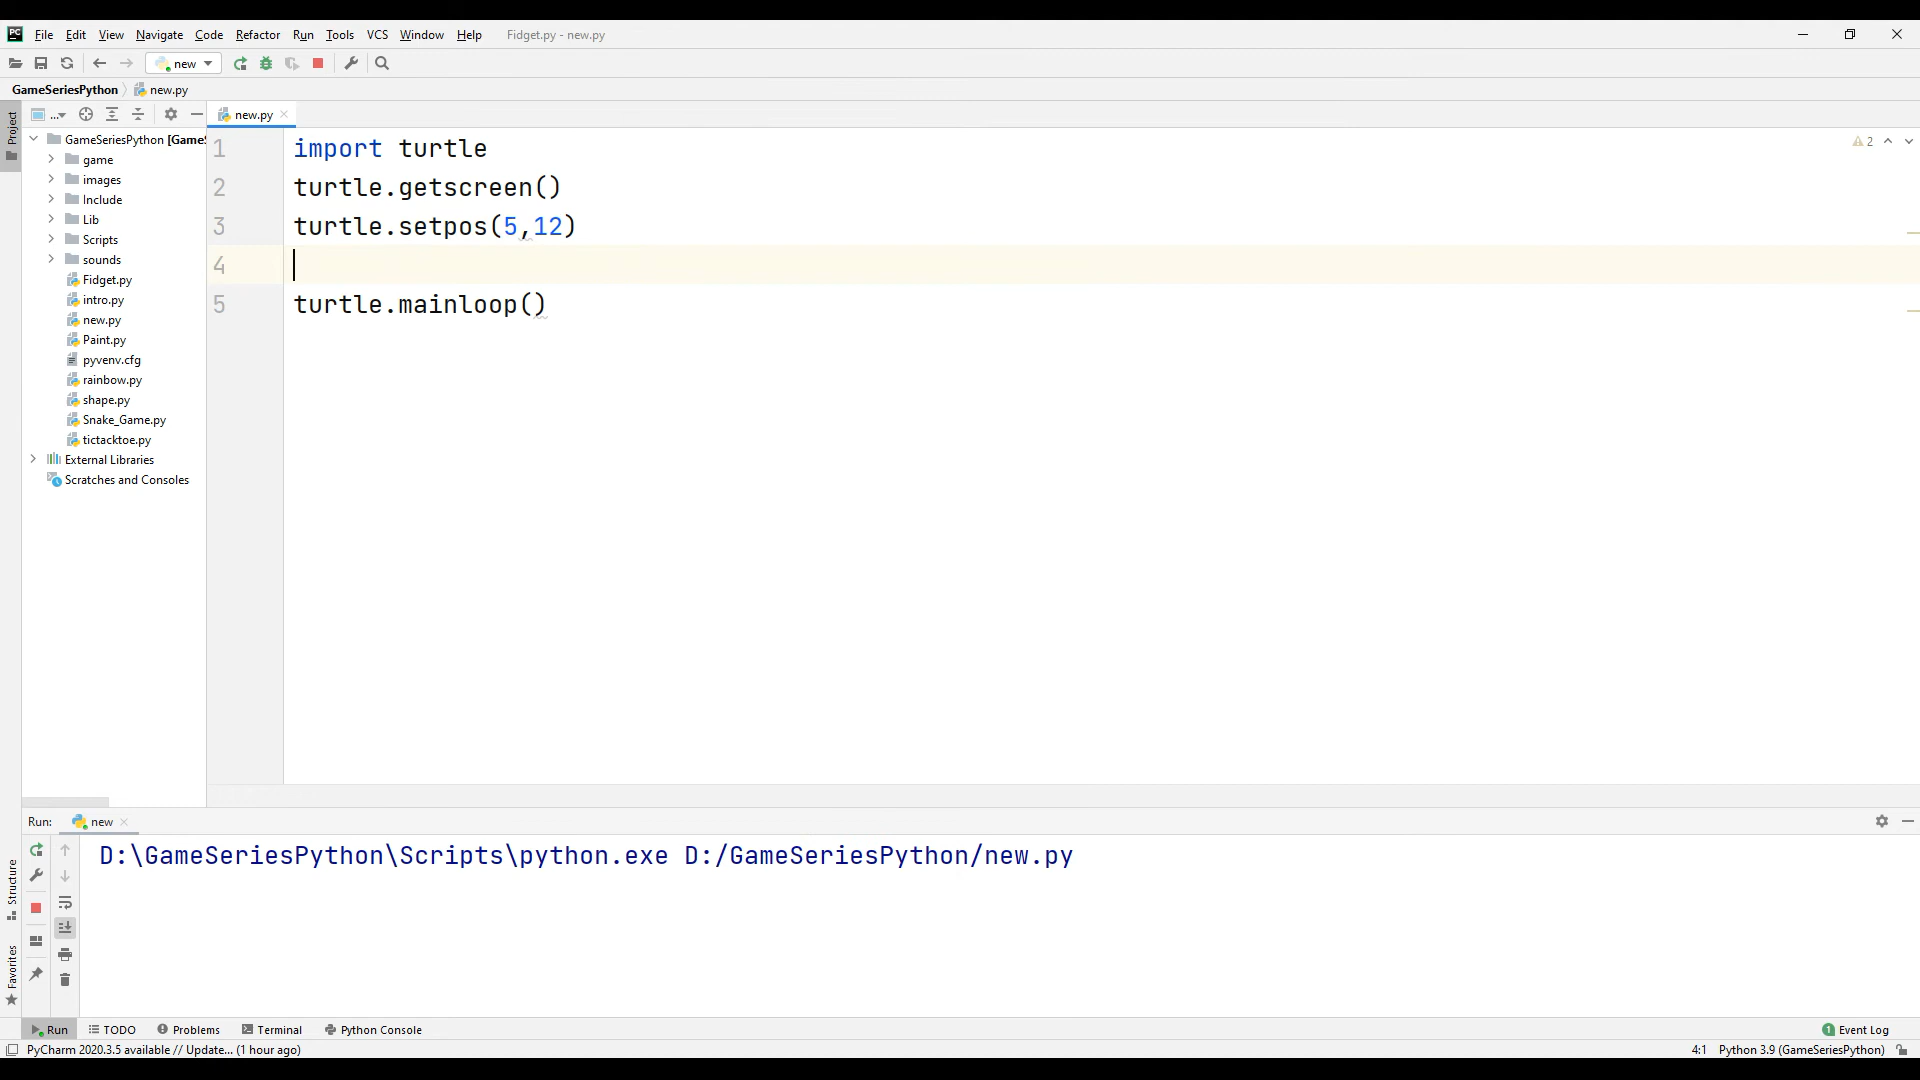 File Edit View Navigate Code Refactor Run Tools VCS Window Help Fidget.py - new.py
new
GameSeriesPython new.py
Project
...
new.py
GameSeriesPython [GameS
game
images
Include
Lib
Scripts
sounds
Fidget.py
intro.py
new.py
Paint.py
pyvenv.cfg
rainbow.py
shape.py
Snake_Game.py
tictacktoe.py
External Libraries
Scratches and Consoles
1 import turtle
2 turtle.getscreen()
3 turtle.setpos(5,12)
4
5 turtle.mainloop()
2
Run: new
D:\GameSeriesPython\Scripts\python.exe D:/GameSeriesPython/new.py
Structure
Favorites
Run TODO Problems Terminal Python Console 1 Event Log
PyCharm 2020.3.5 available // Update... (1 hour ago) 4:1 Python 3.9 (GameSeriesPython)